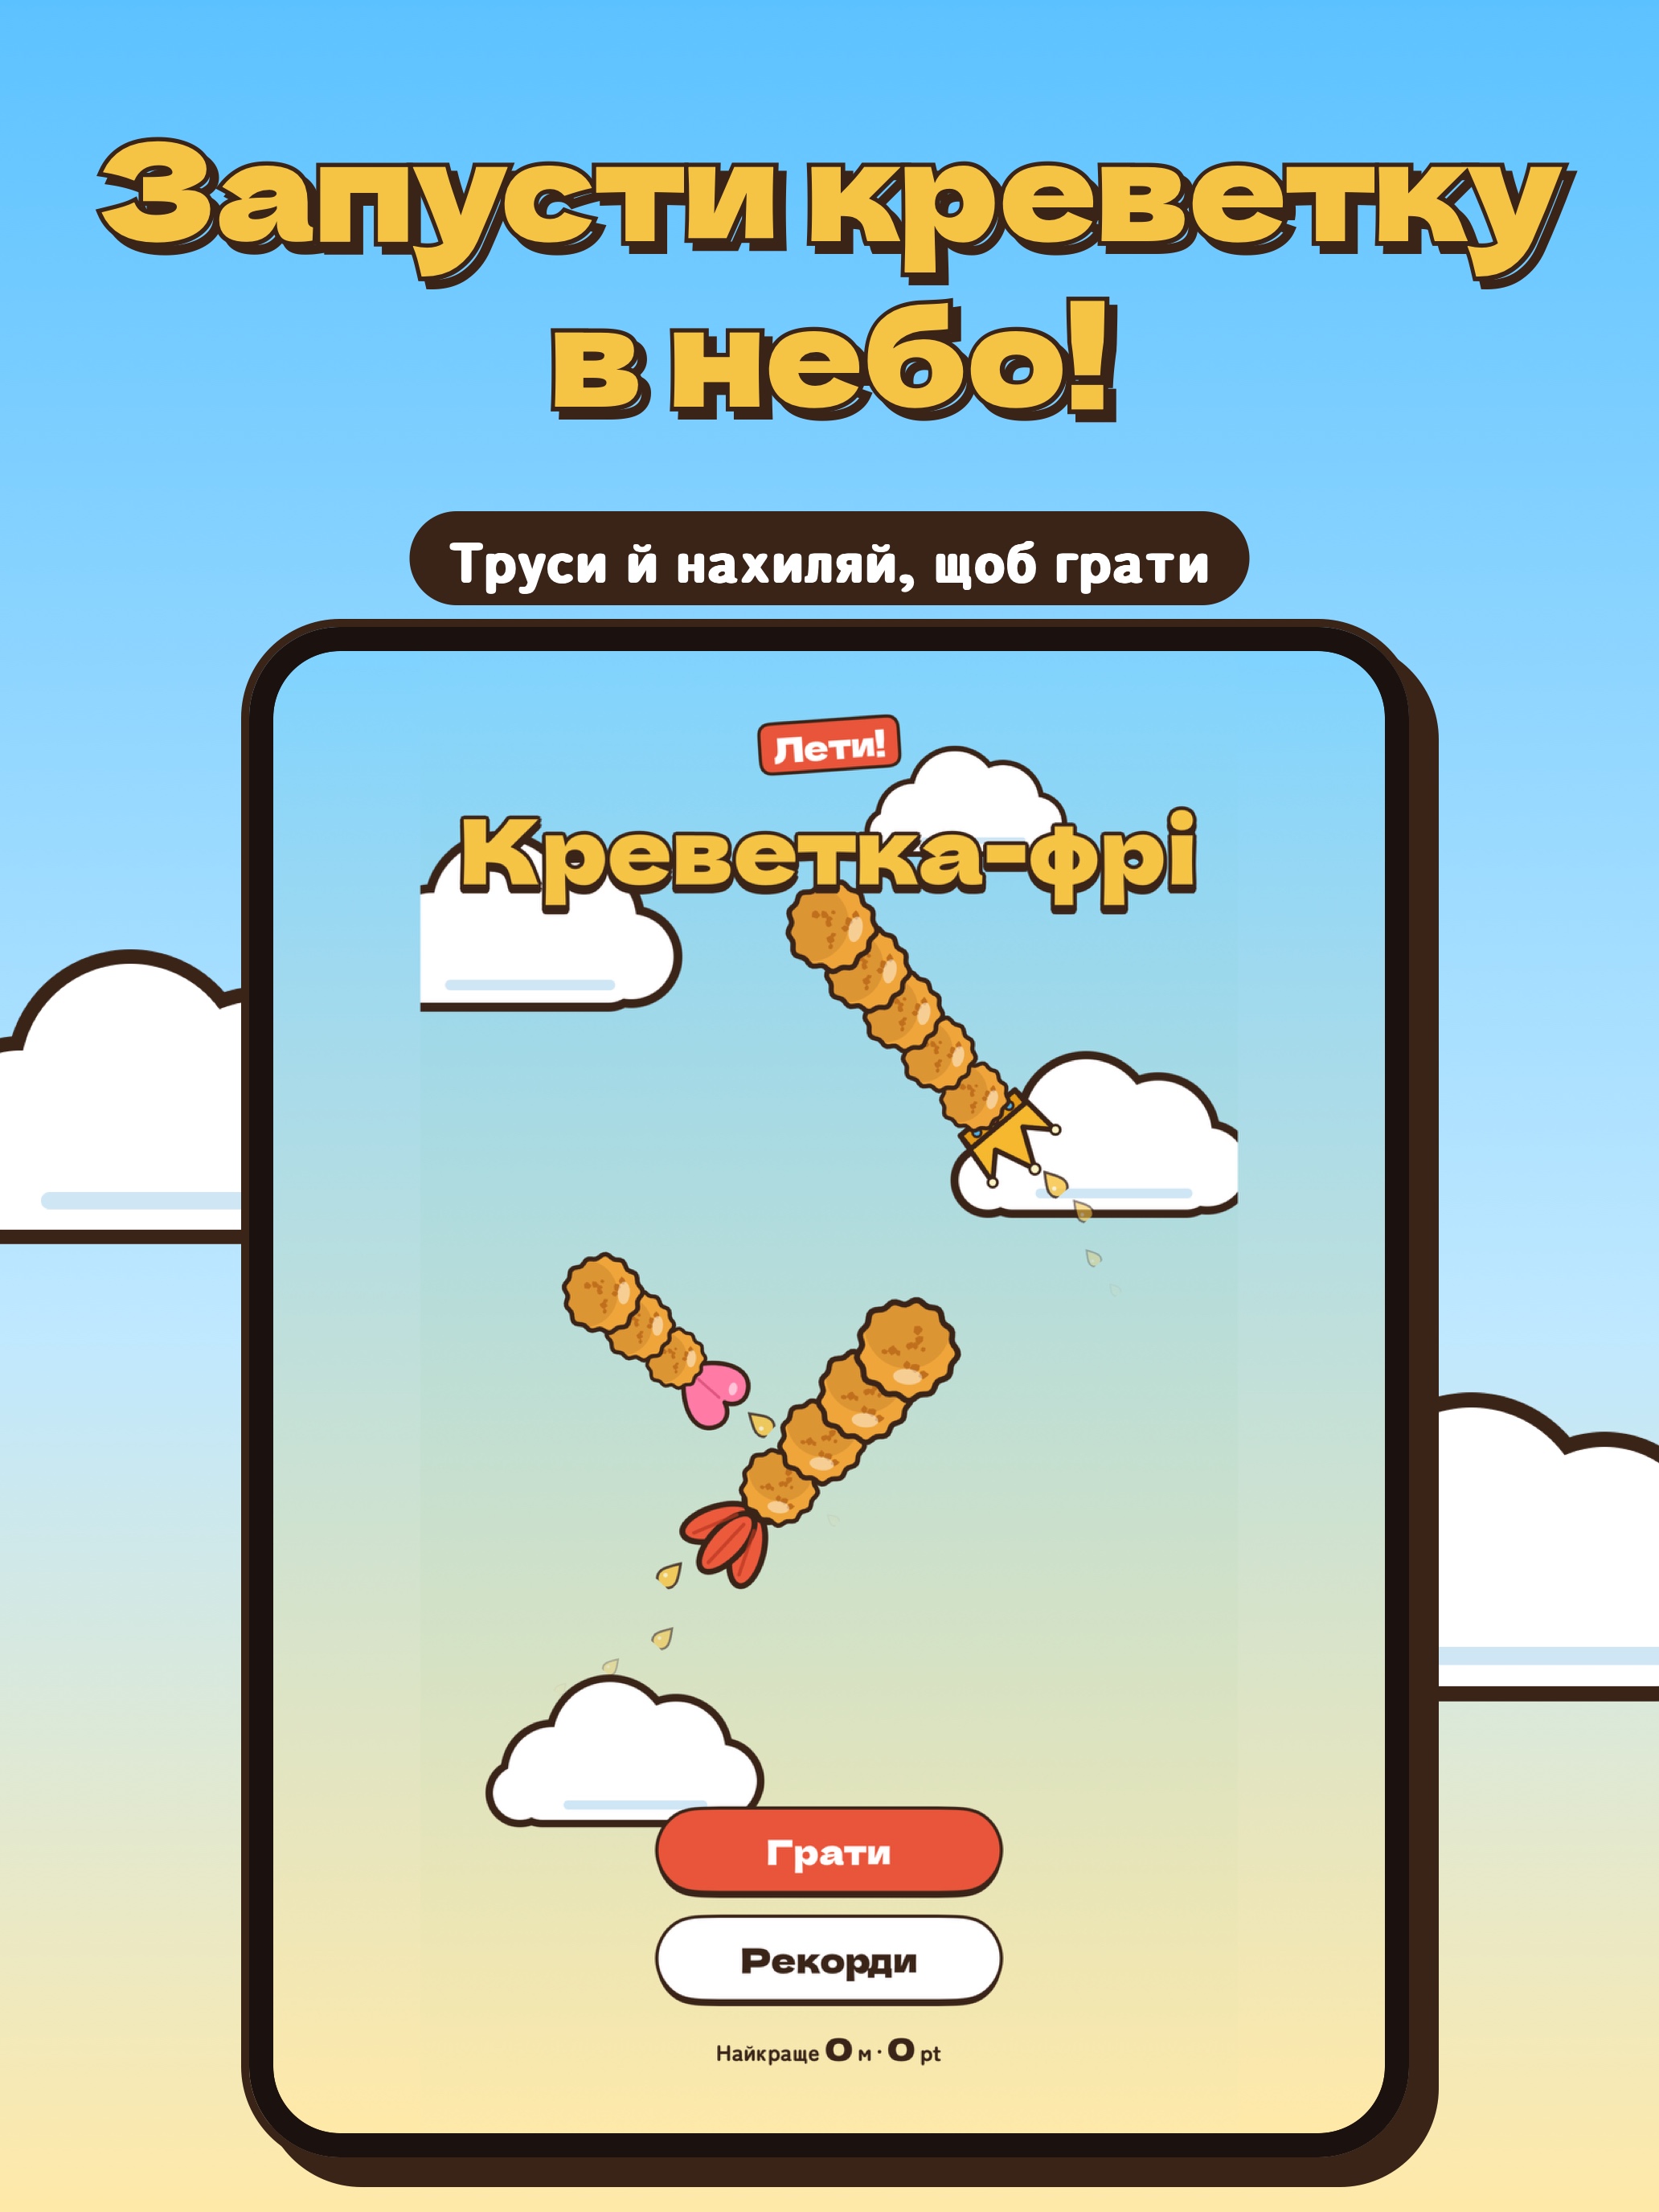 Запусти креветку
в небо!
Труси й нахиляй, щоб грати
Лети!
Креветка-фрі
Грати
Рекорди
Найкраще 0 м · 0 pt